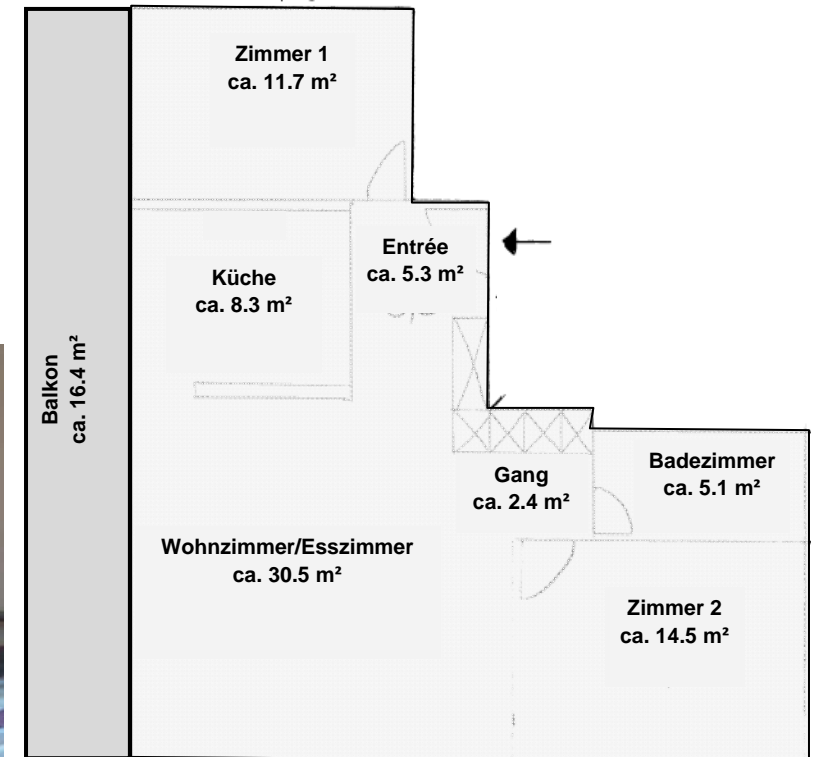 Zimmer 1
ca. 11.7 m²
Entrée
ca. 5.3 m²
Küche
ca. 8.3 m²
Balkon
ca. 16.4 m²
Gang
ca. 2.4 m²
Badezimmer
ca. 5.1 m²
Wohnzimmer/Esszimmer
ca. 30.5 m²
Zimmer 2
ca. 14.5 m²